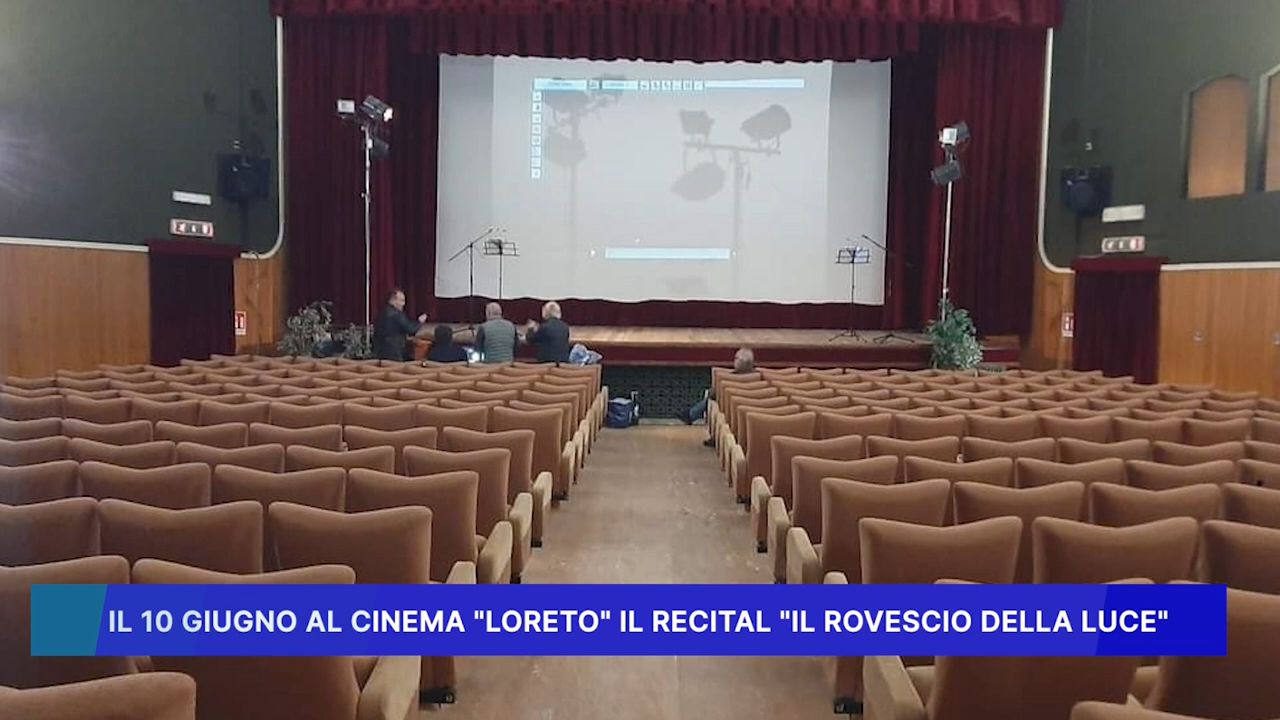 IL 10 GIUGNO AL CINEMA "LORETO" IL RECITAL "IL ROVESCIO DELLA LUCE"